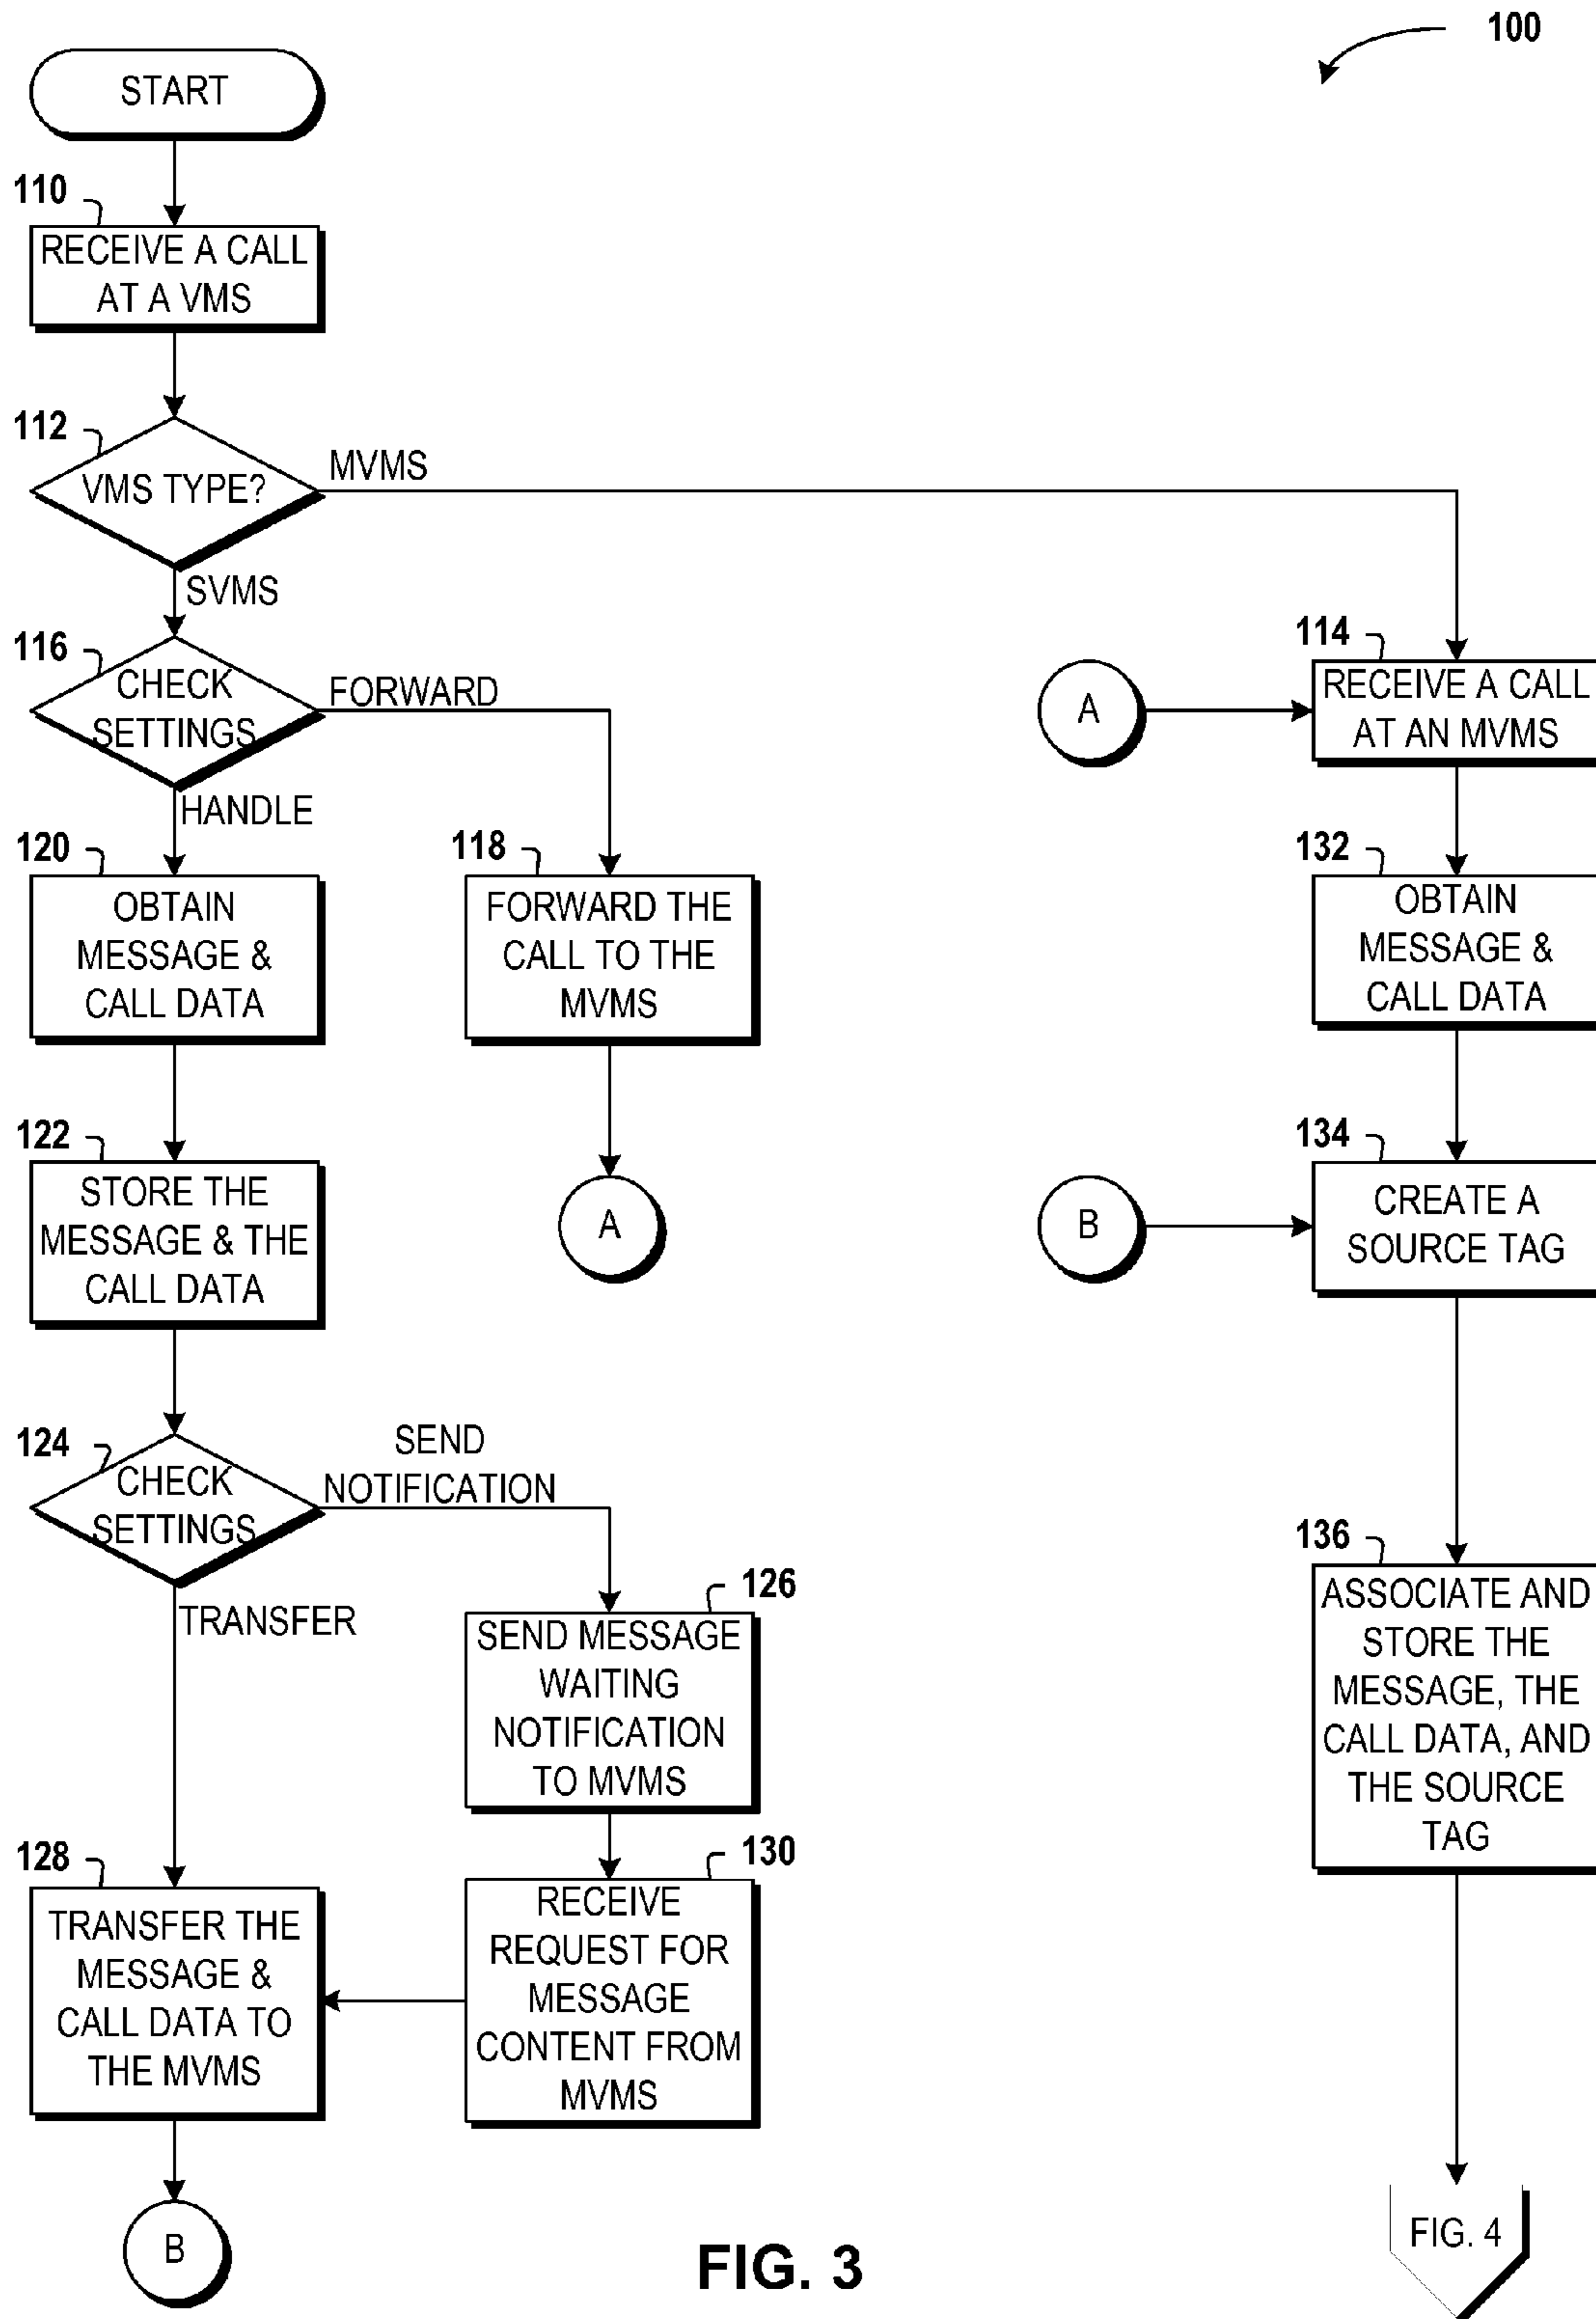 100
START
110
RECEIVE A CALL
AT A VMS
112
VMS TYPE?
MVMS
SVMS
116
CHECK
SETTINGS
FORWARD
HANDLE
120
OBTAIN
MESSAGE &
CALL DATA
118
FORWARD THE
CALL TO THE
MVMS
A
122
STORE THE
MESSAGE & THE
CALL DATA
124
CHECK
SETTINGS
SEND
NOTIFICATION
TRANSFER
126
SEND MESSAGE
WAITING
NOTIFICATION
TO MVMS
128
TRANSFER THE
MESSAGE &
CALL DATA TO
THE MVMS
130
RECEIVE
REQUEST FOR
MESSAGE
CONTENT FROM
MVMS
B
A
114
RECEIVE A CALL
AT AN MVMS
132
OBTAIN
MESSAGE &
CALL DATA
B
134
CREATE A
SOURCE TAG
136
ASSOCIATE AND
STORE THE
MESSAGE, THE
CALL DATA, AND
THE SOURCE
TAG
FIG. 4
FIG. 3